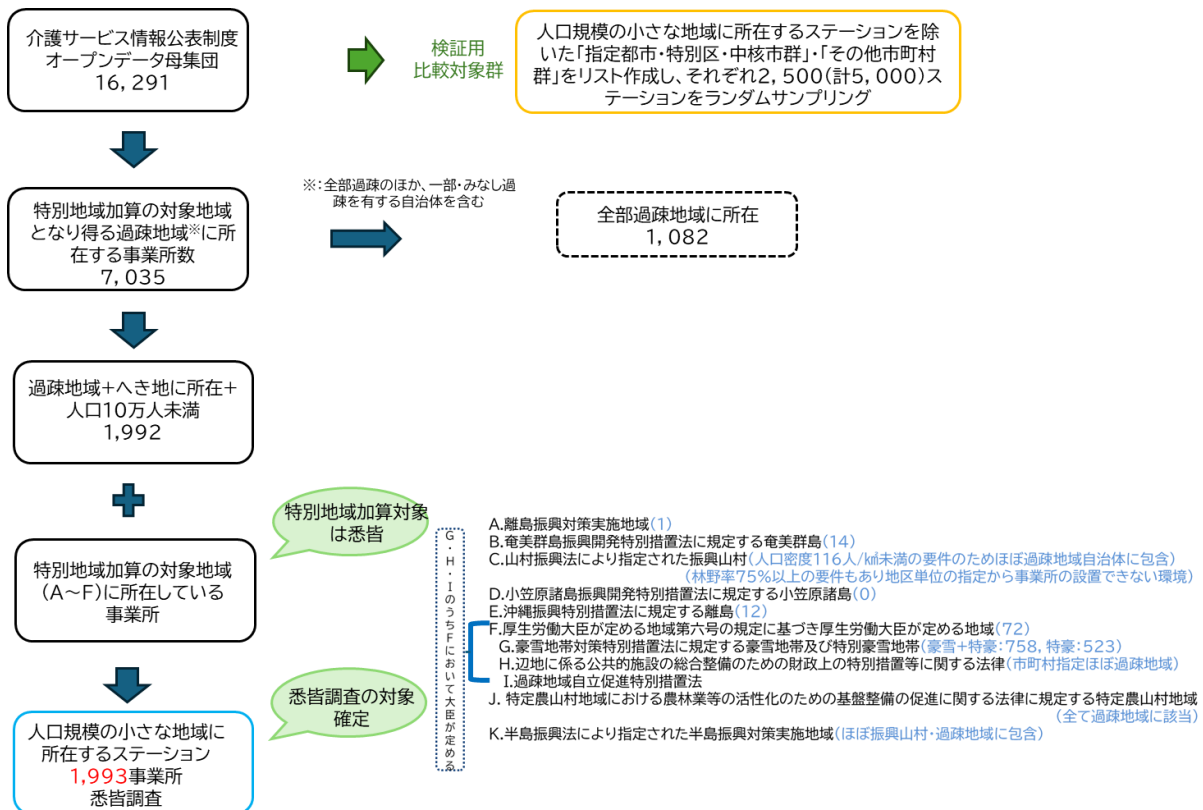 介護サービス情報公表制度
オープンデータ母集団
16,291
検証用
比較対象群
人口規模の小さな地域に所在するステーションを除
いた「指定都市・特別区・中核市群」・「その他市町村
群」をリスト作成し、それぞれ2,500(計5,000)ス
テーションをランダムサンプリング
特別地域加算の対象地域
となり得る過疎地域※に所
在する事業所数
7,035
※:全部過疎のほか、一部・みなし過
疎を有する自治体を含む
全部過疎地域に所在
1,082
過疎地域+へき地に所在+
人口10万人未満
1,992
特別地域加算対象
は悉皆
特別地域加算の対象地域
(A~F)に所在している
事業所
悉皆調査の対象
確定
人口規模の小さな地域に
所在するステーション
1,993事業所
悉皆調査
G・H・IのうちFにおいて大臣が定める
A.離島振興対策実施地域(1)
B.奄美群島振興開発特別措置法に規定する奄美群島(14)
C.山村振興法により指定された振興山村(人口密度116人/㎢未満の要件のためほぼ過疎地域自治体に包含)
(林野率75%以上の要件もあり地区単位の指定から事業所の設置できない環境)
D.小笠原諸島振興開発特別措置法に規定する小笠原諸島(0)
E.沖縄振興特別措置法に規定する離島(12)
F.厚生労働大臣が定める地域第六号の規定に基づき厚生労働大臣が定める地域(72)
G.豪雪地帯対策特別措置法に規定する豪雪地帯及び特別豪雪地帯(豪雪+特豪:758, 特豪:523)
H.辺地に係る公共的施設の総合整備のための財政上の特別措置等に関する法律(市町村指定ほぼ過疎地域)
I.過疎地域自立促進特別措置法
J. 特定農山村地域における農林業等の活性化のための基盤整備の促進に関する法律に規定する特定農山村地域
(全て過疎地域に該当)
K.半島振興法により指定された半島振興対策実施地域(ほぼ振興山村・過疎地域に包含)